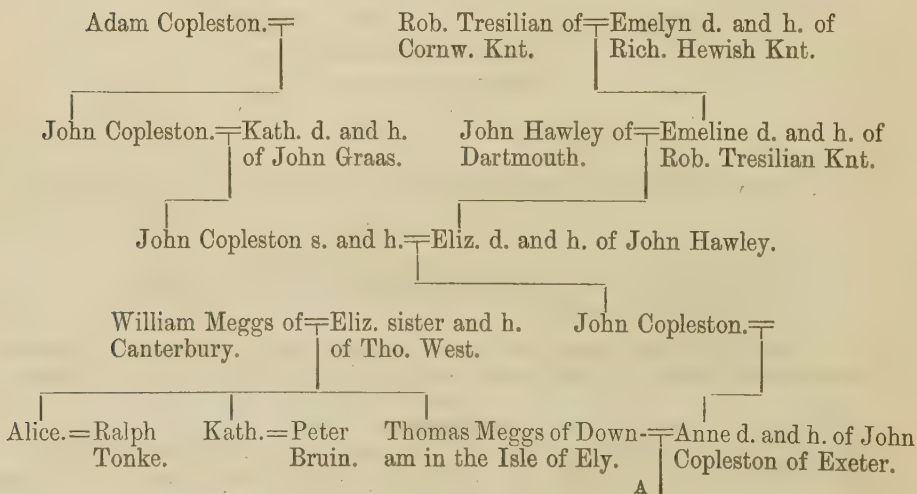 Adam Copleston.
Rob. Tresilian of
Cornw. Knt.
Emelyn d. and h. of
Rich. Hewish Knt.
John Copleston.
Kath. d. and h.
of John Graas.
John Hawley of
Dartmouth.
Emeline d. and h. of
Rob. Tresilian Knt.
John Copleston s. and h.
Eliz. d. and h. of John Hawley.
William Meggs of
Canterbury.
Eliz. sister and h.
of Tho. West.
John Copleston.
Alice.=Ralph
Tonke.
Kath.=Peter
Bruin.
Thomas Meggs of Down-
am in the Isle of Ely.
Anne d. and h. of John
Copleston of Exeter.
A